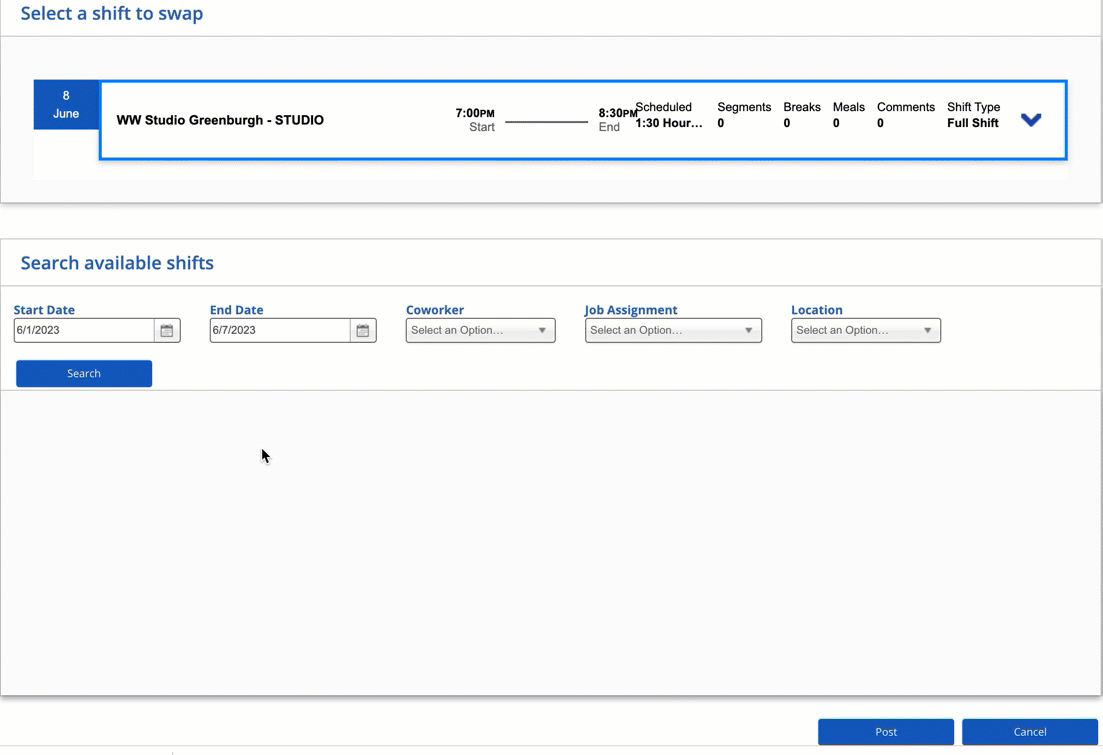 Select a shift to swap
8
June
WW Studio Greenburgh - STUDIO
7:00PM
Start
8:30PM
End
Scheduled
1:30 Hour...
Segments
0
Breaks
0
Meals
0
Comments
0
Shift Type
Full Shift
Search available shifts
Start Date
6/1/2023
End Date
6/7/2023
Coworker
Select an Option...
Job Assignment
Select an Option...
Location
Select an Option...
Search
Post
Cancel